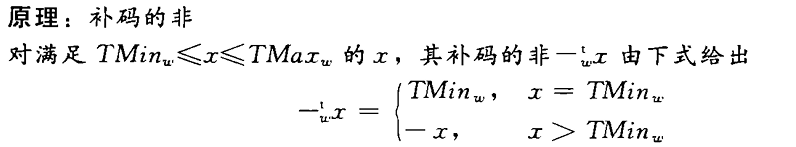 原理：补码的非
对满足 TMin_w≤x≤TMax_w 的 x，其补码的非 -^t_w x 由下式给出
-^t_w x = { TMin_w， x = TMin_w
-x， x > TMin_w